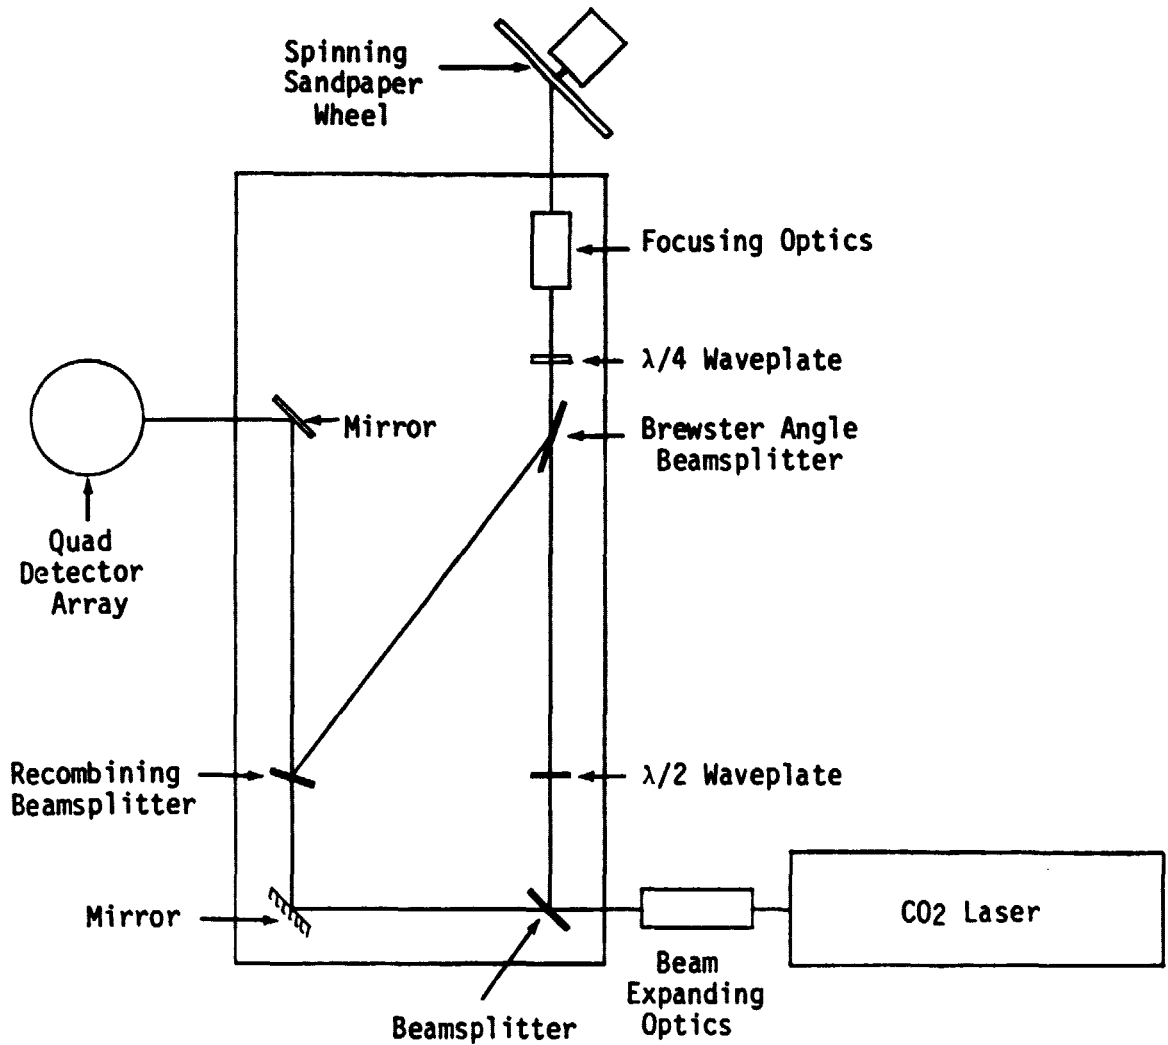 Spinning
Sandpaper
Wheel
Focusing Optics
λ/4 Waveplate
Mirror
Brewster Angle
Beamsplitter
Quad
Detector
Array
Recombining
Beamsplitter
λ/2 Waveplate
Mirror
CO2 Laser
Beam
Expanding
Optics
Beamsplitter